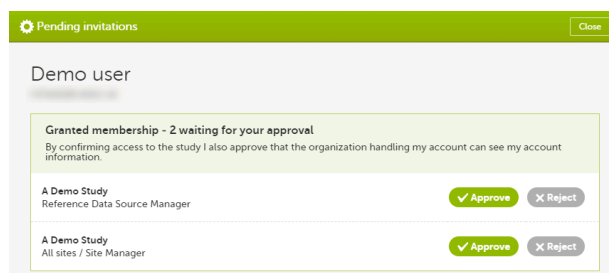 Pending invitations
Close
Demo user
Granted membership - 2 waiting for your approval
By confirming access to the study I also approve that the organization handling my account can see my account
information.
A Demo Study
Reference Data Source Manager
Approve
Reject
A Demo Study
All sites / Site Manager
Approve
Reject